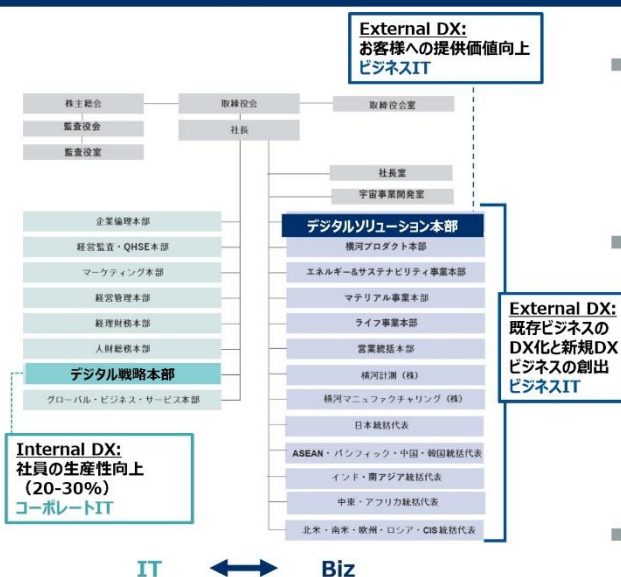 External DX:
お客様への提供価値向上
ビジネスIT
株主総会
取締役会
取締役会室
監査役会
社長
監査役室
社長室
宇宙事業開発室
企業倫理本部
経営監査・QHSE本部
マーケティング本部
経営管理本部
経理財務本部
人財総務本部
デジタル戦略本部
グローバル・ビジネス・サービス本部
デジタルソリューション本部
横河プロダクト本部
エネルギー&サステナビリティ事業本部
マテリアル事業本部
ライフ事業本部
営業統括本部
横河計測（株）
横河マニュファクチャリング（株）
日本統括代表
ASEAN・パシフィック・中国・韓国統括代表
インド・南アジア統括代表
中東・アフリカ統括代表
北米・南米・欧州・ロシア・CIS統括代表
External DX:
既存ビジネスの
DX化と新規DX
ビジネスの創出
ビジネスIT
Internal DX:
社員の生産性向上
（20-30%）
コーポレートIT
IT
Biz